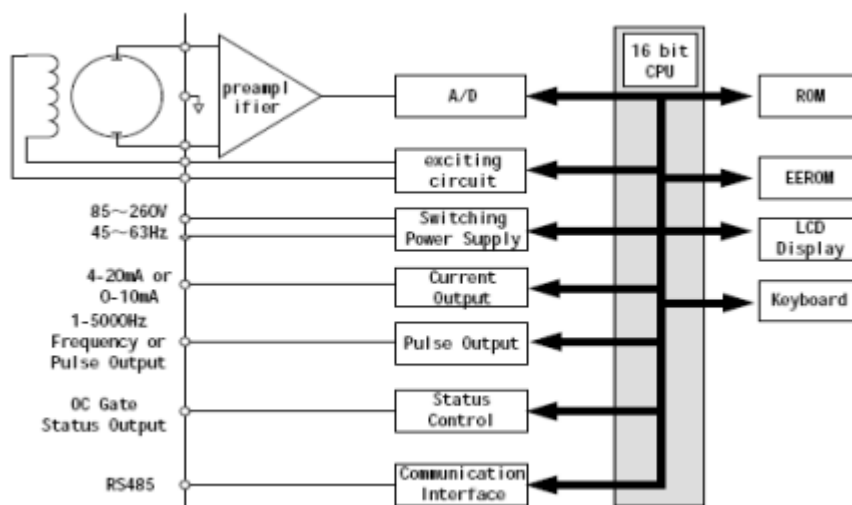 16 bit
CPU
preampl
ifier
A/D
ROM
exciting
circuit
EEROM
85~260V
45~63Hz
Switching
Power Supply
LCD
Display
4-20mA or
0-10mA
Current
Output
Keyboard
1-5000Hz
Frequency or
Pulse Output
Pulse Output
OC Gate
Status Output
Status
Control
RS485
Communication
Interface